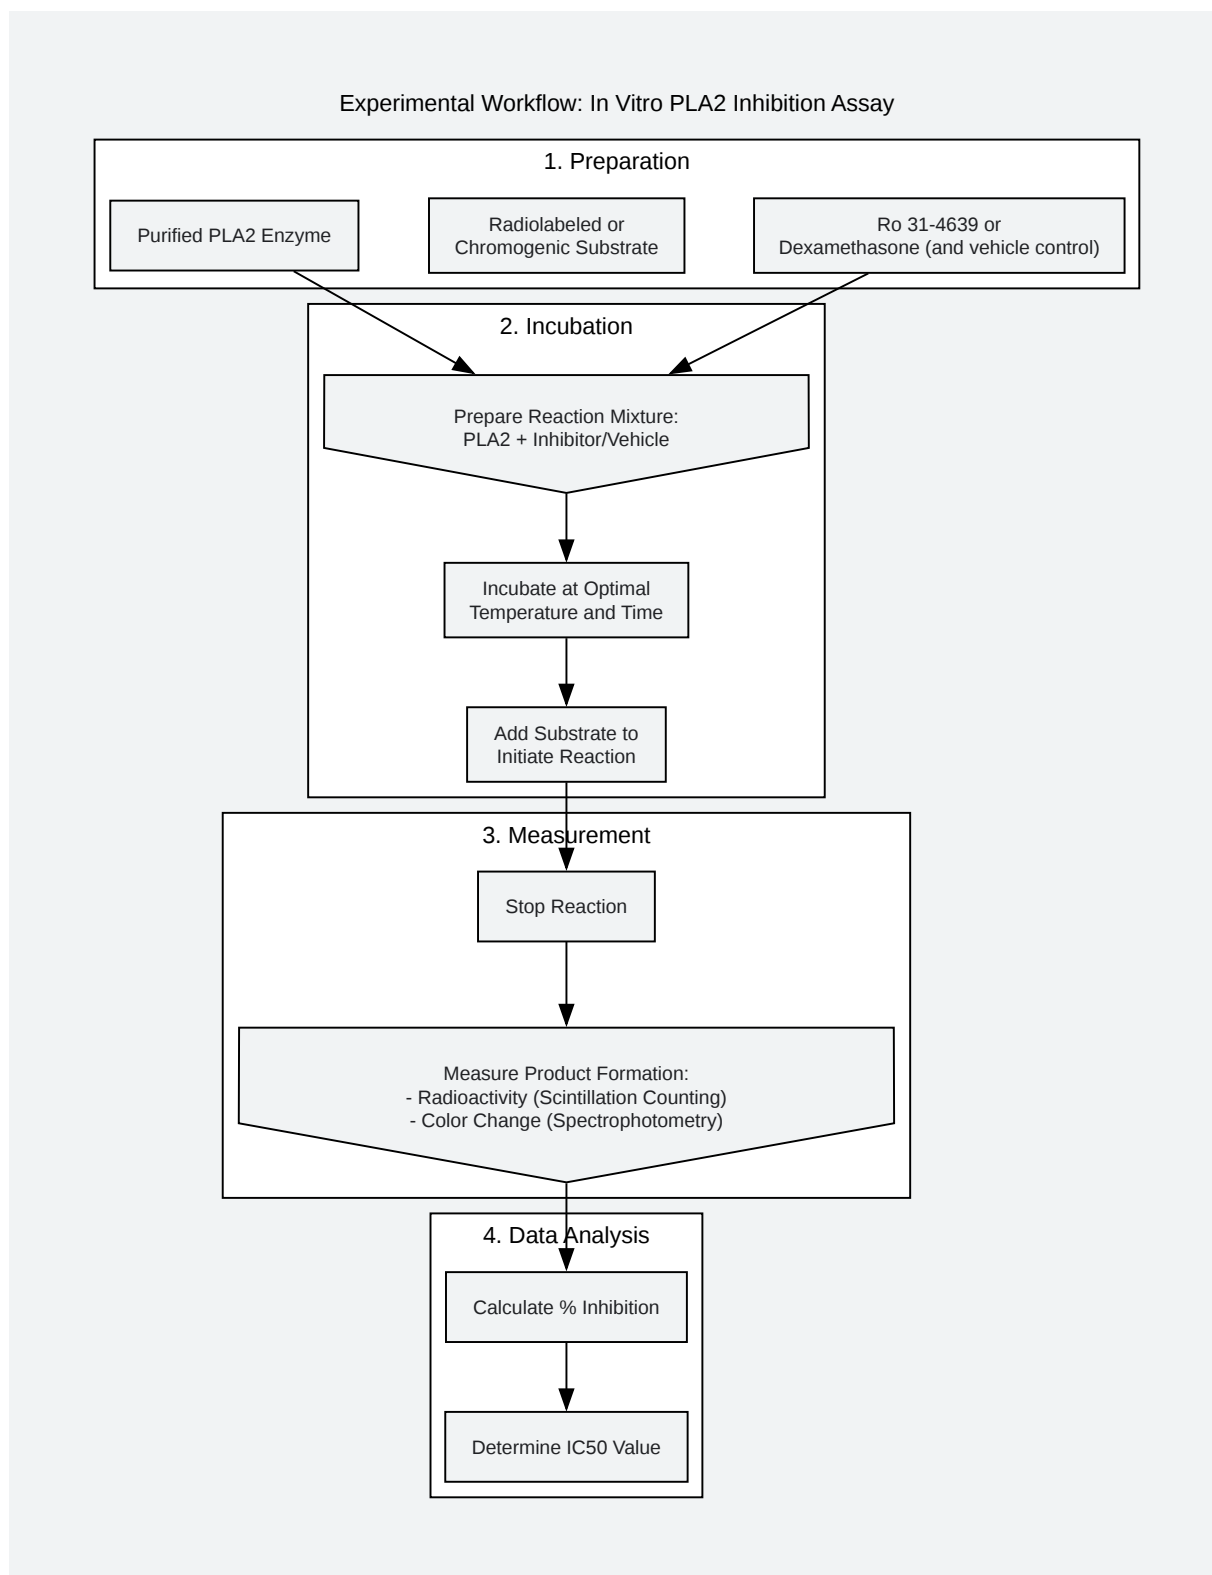 Experimental Workflow: In Vitro PLA2 Inhibition Assay
1. Preparation
Purified PLA2 Enzyme
Radiolabeled or
Chromogenic Substrate
Ro 31-4639 or
Dexamethasone (and vehicle control)
2. Incubation
Prepare Reaction Mixture:
PLA2 + Inhibitor/Vehicle
Incubate at Optimal
Temperature and Time
Add Substrate to
Initiate Reaction
3. Measurement
Stop Reaction
Measure Product Formation:
- Radioactivity (Scintillation Counting)
- Color Change (Spectrophotometry)
4. Data Analysis
Calculate % Inhibition
Determine IC50 Value